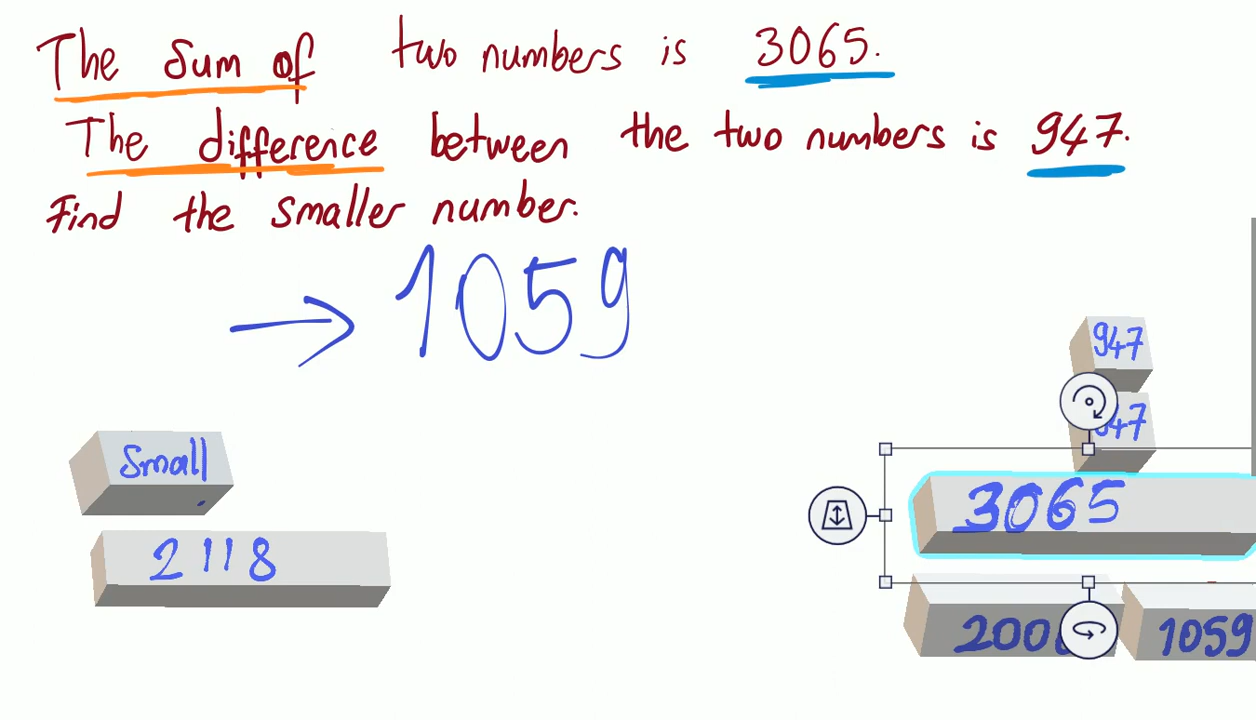 The sum of two numbers is 3065.
The difference between the two numbers is 947.
Find the smaller number.
1059
947
Small
3065
2118
1059